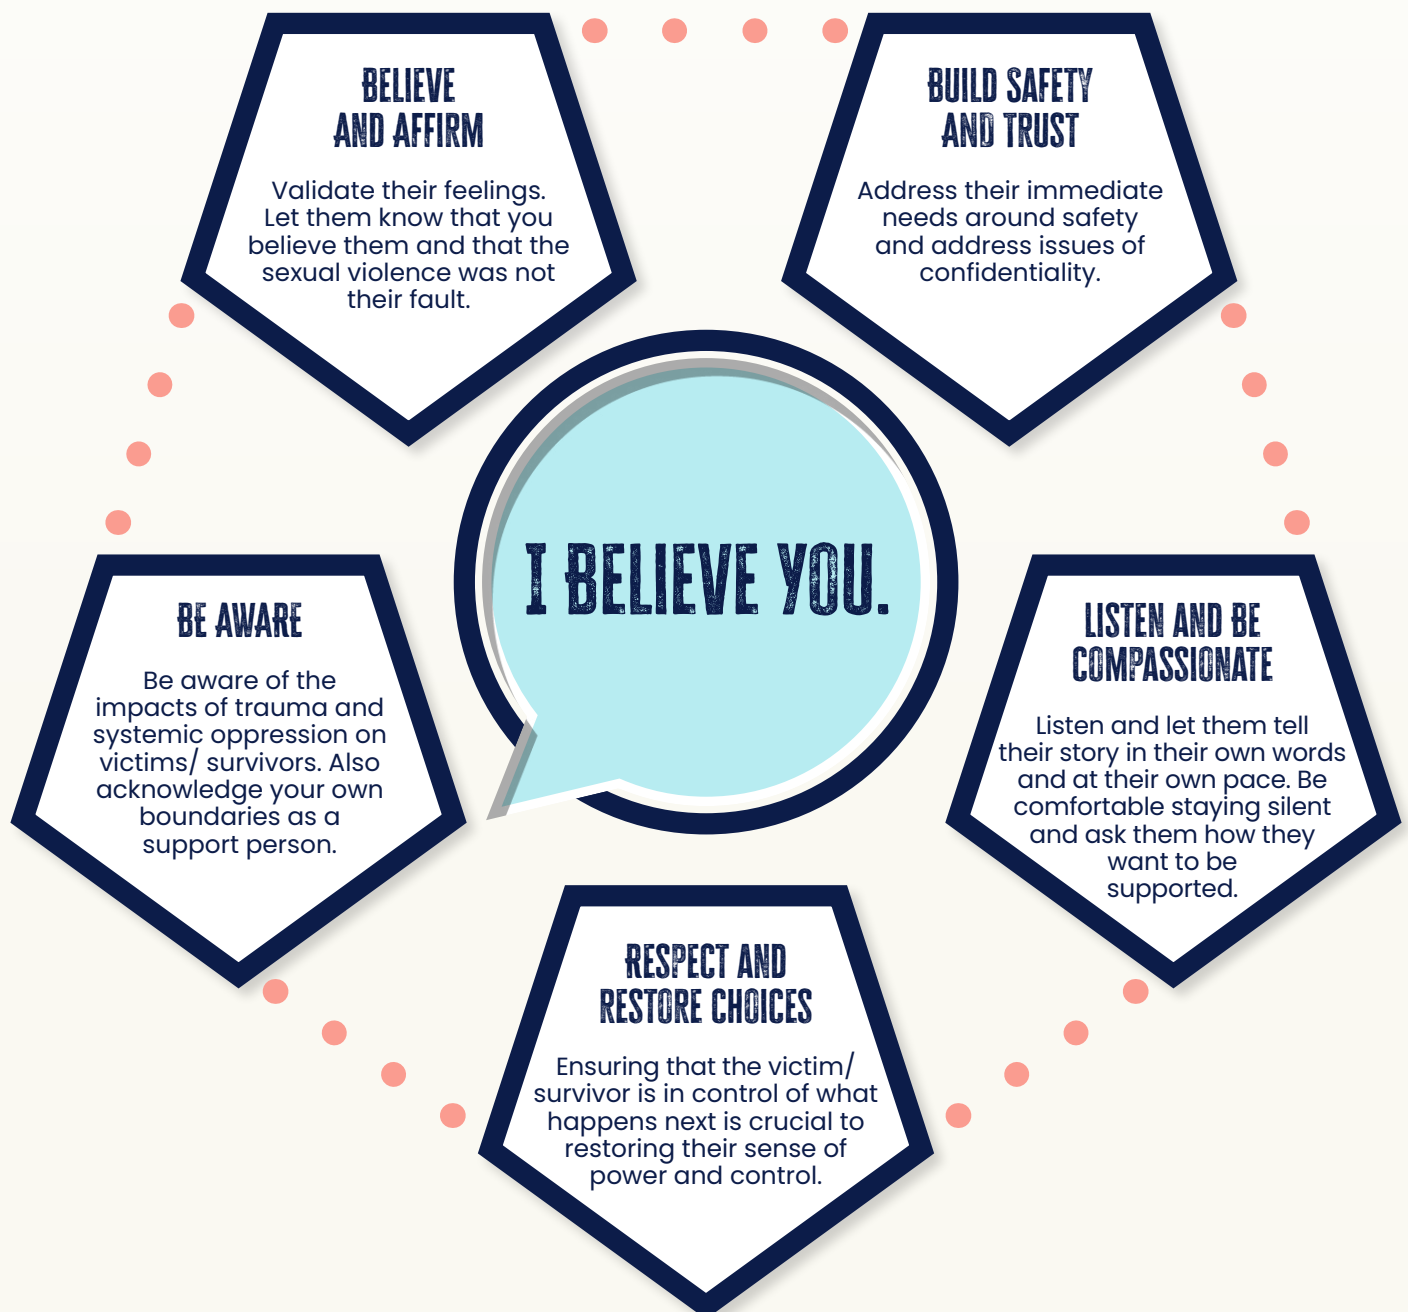 BELIEVE
AND AFFIRM
Validate their feelings.
Let them know that you
believe them and that the
sexual violence was not
their fault.
BUILD SAFETY
AND TRUST
Address their immediate
needs around safety
and address issues of
confidentiality.
I BELIEVE YOU.
BE AWARE
Be aware of the
impacts of trauma and
systemic oppression on
victims/ survivors. Also
acknowledge your own
boundaries as a
support person.
LISTEN AND BE
COMPASSIONATE
Listen and let them tell
their story in their own words
and at their own pace. Be
comfortable staying silent
and ask them how they
want to be
supported.
RESPECT AND
RESTORE CHOICES
Ensuring that the victim/
survivor is in control of what
happens next is crucial to
restoring their sense of
power and control.